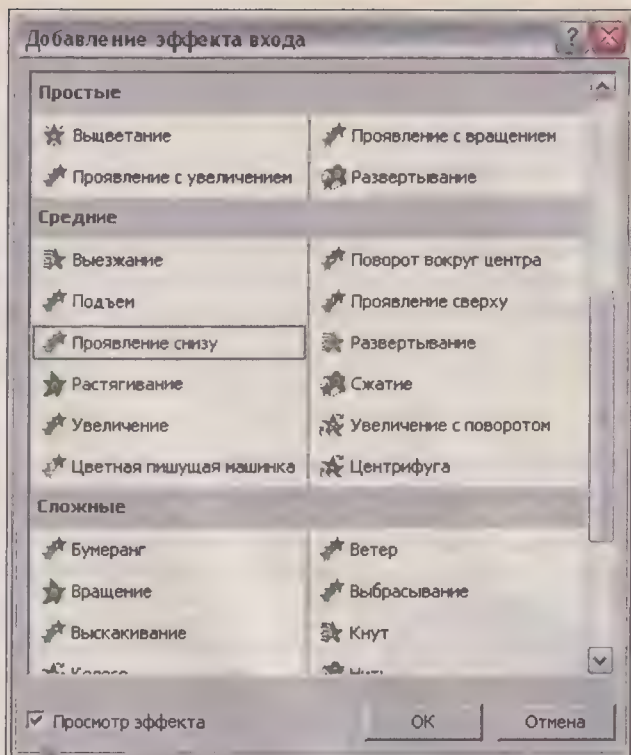 Добавление эффекта входа
Простые
Выцветание Проявление с вращением
Проявление с увеличением Развертывание
Средние
Выезжание Поворот вокруг центра
Подъем Проявление сверху
Проявление снизу Развертывание
Растягивание Сжатие
Увеличение Увеличение с поворотом
Цветная пишущая машинка Центрифуга
Сложные
Бумеранг Ветер
Вращение Выбрасывание
Выскакивание Кнут
Просмотр эффекта ОК Отмена